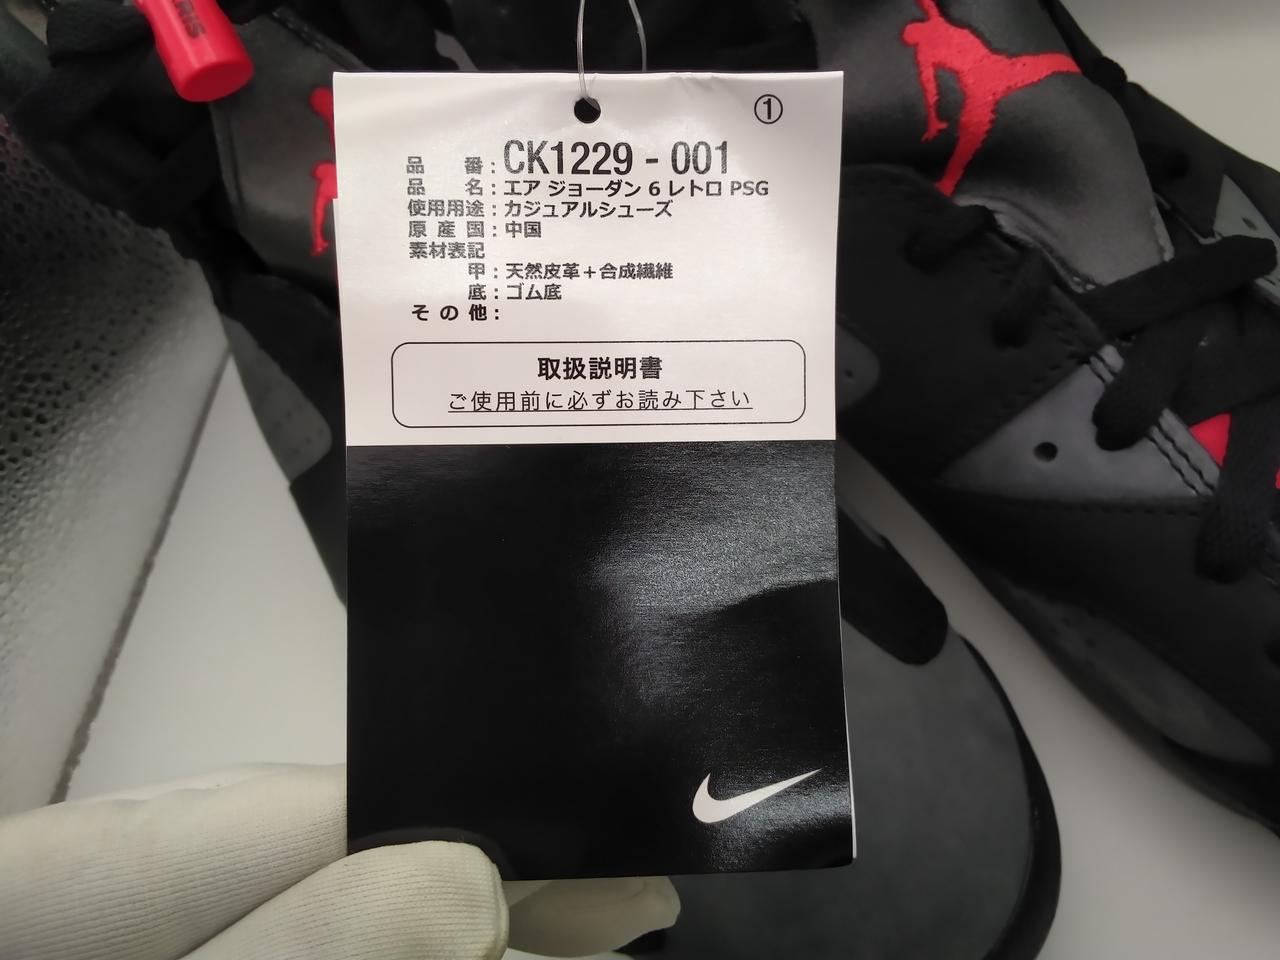 RIS
①
品 番：CK1229 - 001
品 名：エア ジョーダン 6 レトロ PSG
使用用途：カジュアルシューズ
原 産 国：中国
素材表記
甲：天然皮革＋合成繊維
底：ゴム底
そ の 他：
取扱説明書
ご使用前に必ずお読み下さい